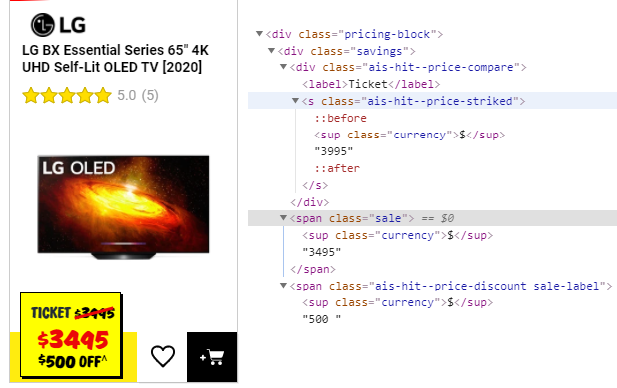 LG
LG BX Essential Series 65" 4K
UHD Self-Lit OLED TV [2020]
5.0 (5)
LG OLED
TICKET $3995
$3495
$500 OFF^
+
<div class="pricing-block">
<div class="savings">
<div class="ais-hit--price-compare">
<label>Ticket</label>
<s class="ais-hit--price-striked">
::before
<sup class="currency">$</sup>
"3995"
::after
</s>
</div>
<span class="sale"> == $0
<sup class="currency">$</sup>
"3495"
</span>
<span class="ais-hit--price-discount sale-label">
<sup class="currency">$</sup>
"500 "